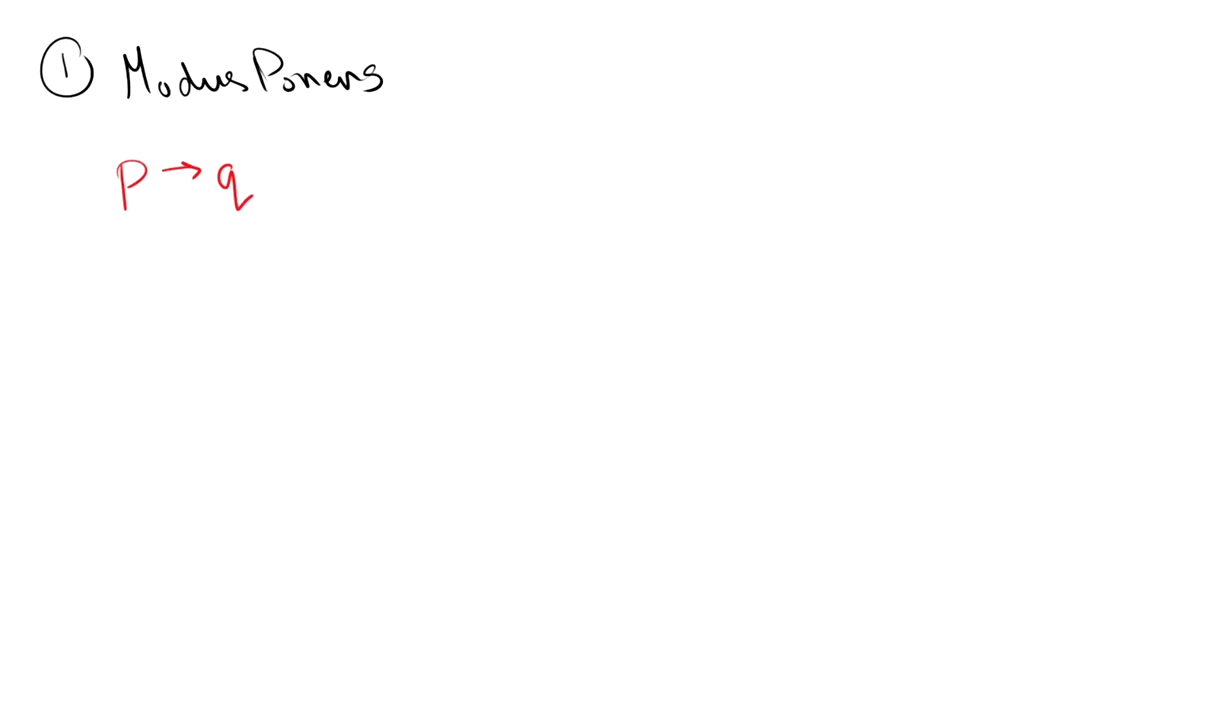 ① Modus Ponens
p → q